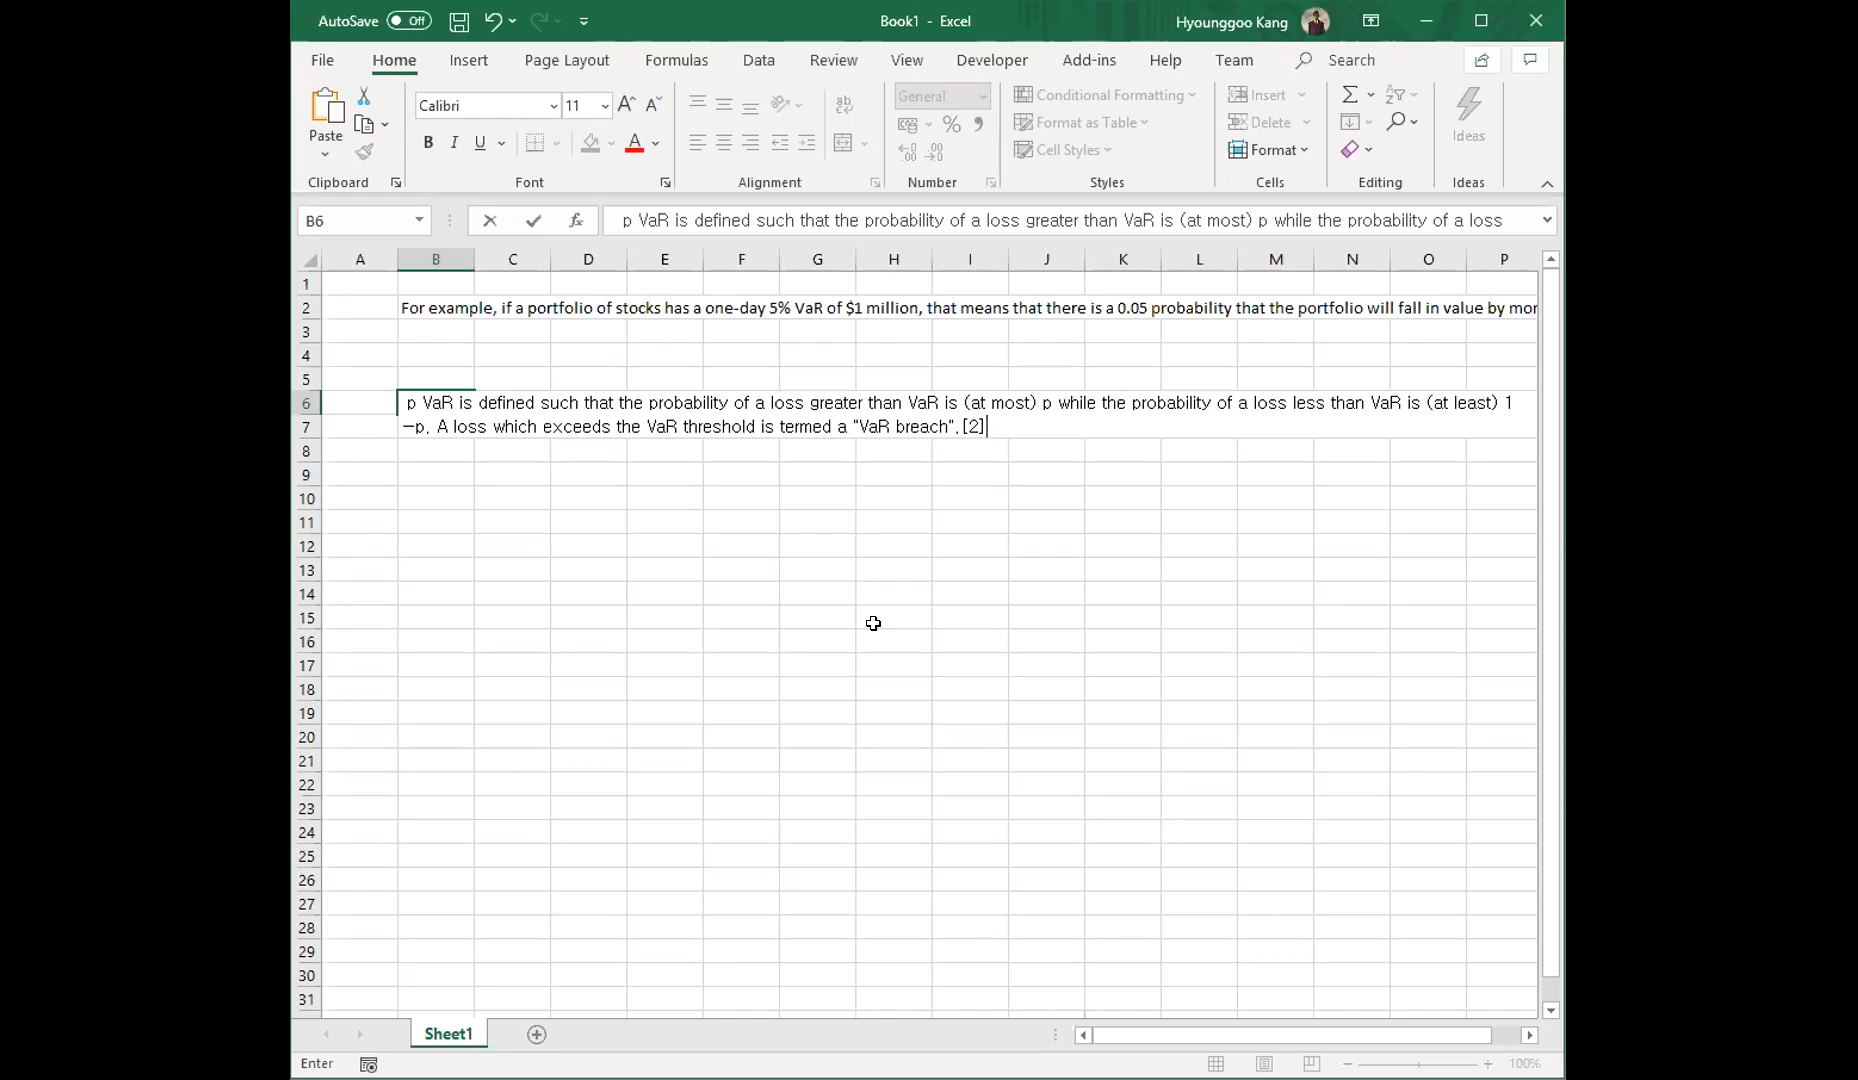 AutoSave Off Book1 - Excel Hyounggoo Kang
File Home Insert Page Layout Formulas Data Review View Developer Add-ins Help Team Search
Paste
Calibri 11
B I U A
ab
General
% 9
.00 .00
Conditional Formatting
Format as Table
Cell Styles
Insert
Delete
Format
Ideas
Clipboard Font Alignment Number Styles Cells Editing Ideas
B6 fx p VaR is defined such that the probability of a loss greater than VaR is (at most) p while the probability of a loss
A B C D E F G H I J K L M N O P
1
2 For example, if a portfolio of stocks has a one-day 5% VaR of $1 million, that means that there is a 0.05 probability that the portfolio will fall in value by mor
3
4
5
6 p VaR is defined such that the probability of a loss greater than VaR is (at most) p while the probability of a loss less than VaR is (at least) 1
7 −p. A loss which exceeds the VaR threshold is termed a "VaR breach".[2]
8
9
10
11
12
13
14
15
16
17
18
19
20
21
22
23
24
25
26
27
28
29
30
31
Sheet1
Enter 100%